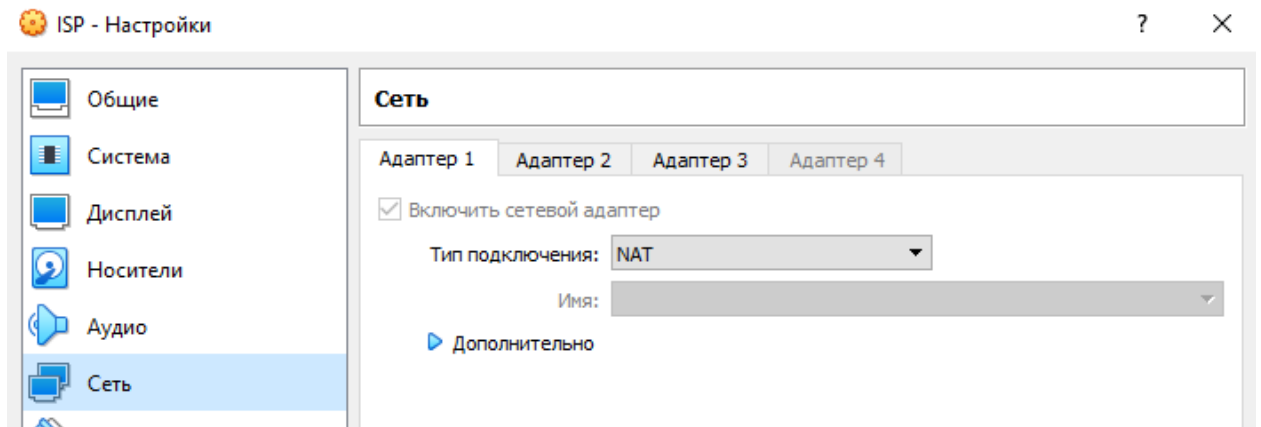 ISP - Настройки ? ×
Общие
Система
Дисплей
Носители
Аудио
Сеть
Сеть
Адаптер 1 Адаптер 2 Адаптер 3 Адаптер 4
Включить сетевой адаптер
Тип подключения: NAT
Имя:
Дополнительно